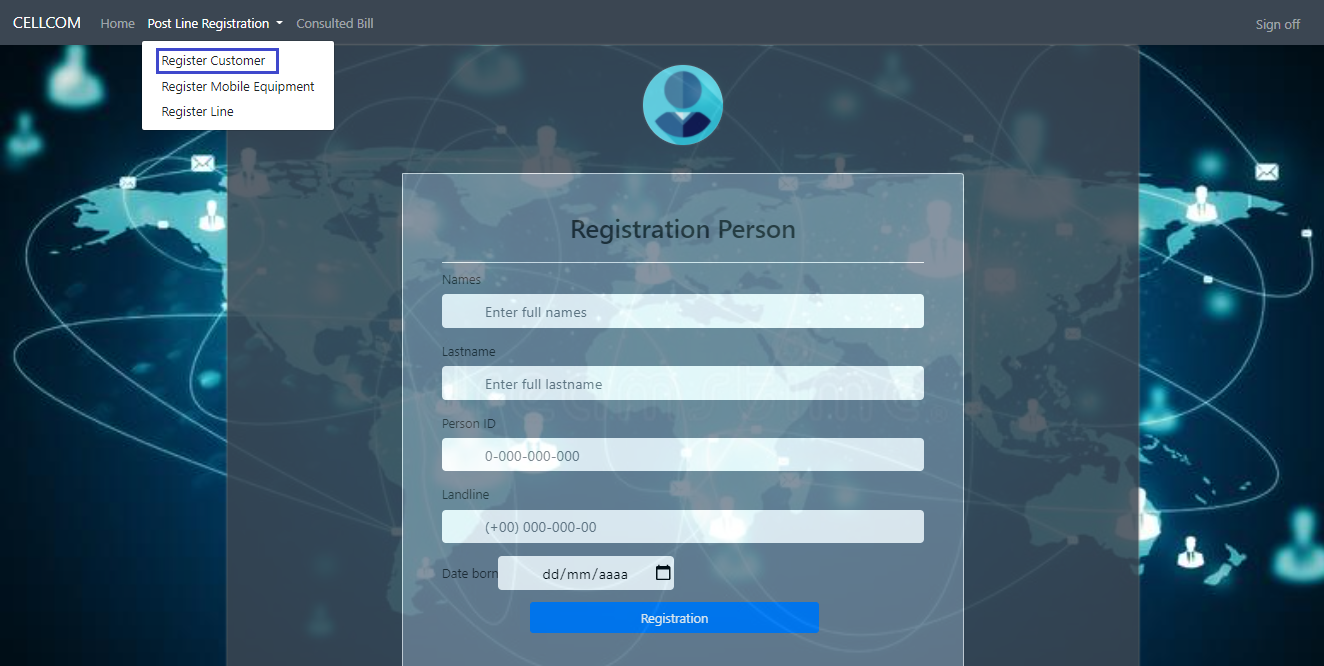 CELLCOM Home Post Line Registration Consulted Bill Sign off
Register Customer
Register Mobile Equipment
Register Line
Registration Person
Names
Enter full names
Lastname
Enter full lastname
Person ID
0-000-000-000
Landline
(+00) 000-000-00
Date born dd/mm/aaaa
Registration